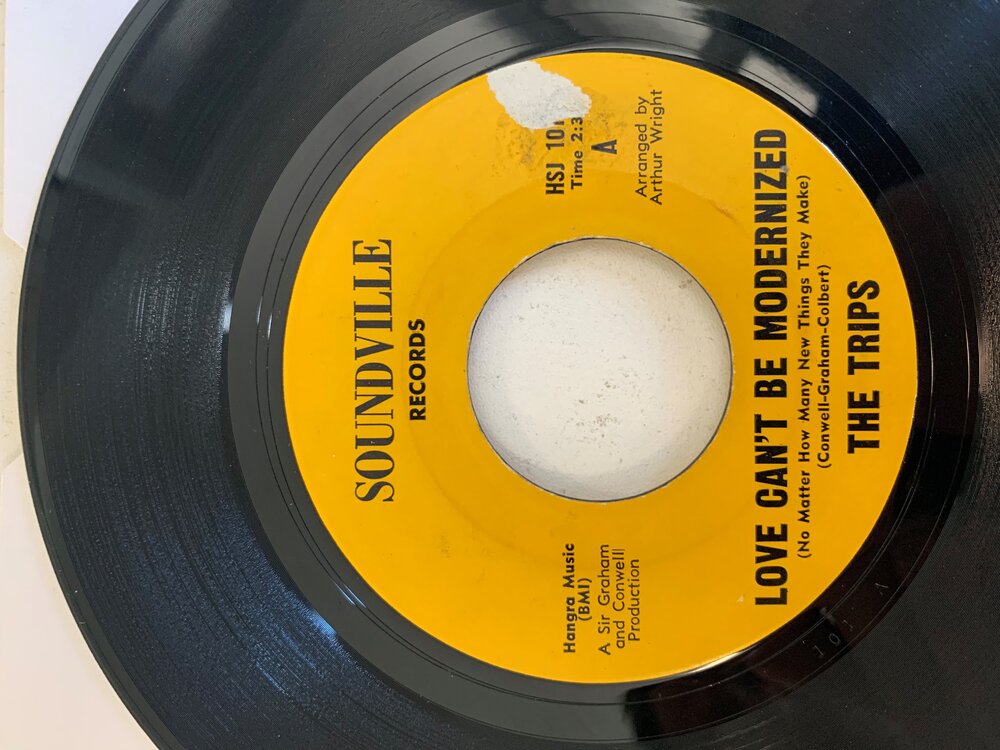 SOUNDVILLE
RECORDS
Hangra Music
(BMI)
A Sir Graham
and Conwell
Production
HSJ 101
Time 2:3
A
Arranged by
Arthur Wright
LOVE CAN'T BE MODERNIZED
(No Matter How Many New Things They Make)
(Conwell-Graham-Colbert)
THE TRIPS